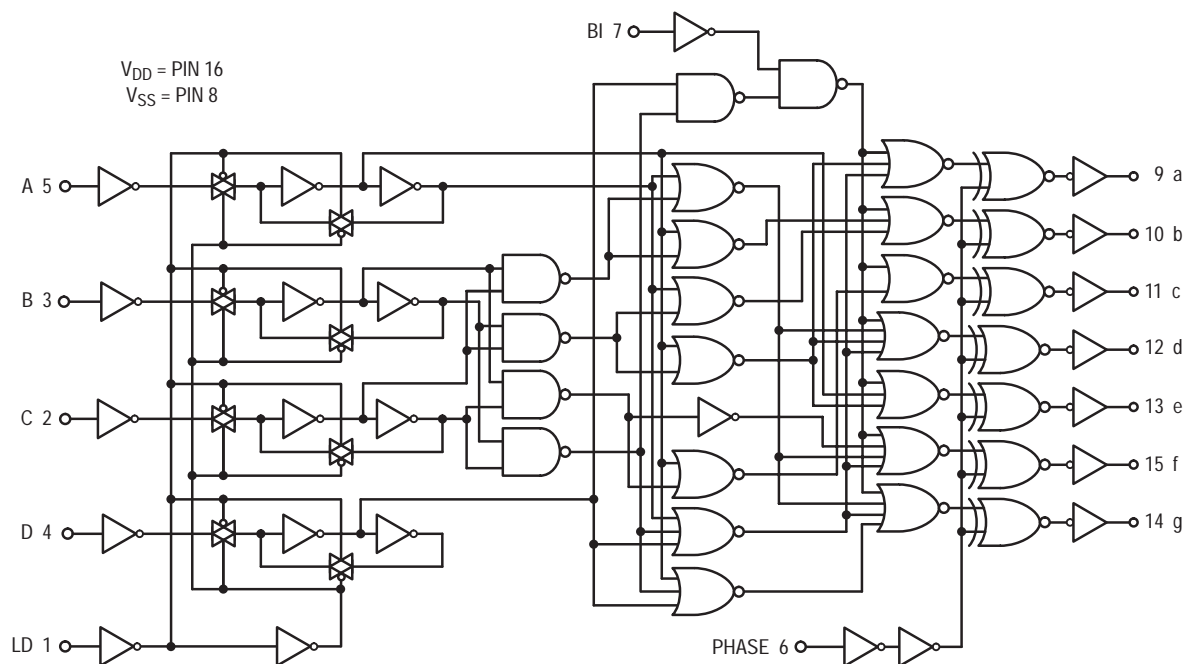 BI 7
V_DD = PIN 16
V_SS = PIN 8
A 5
9 a
10 b
B 3
11 c
12 d
C 2
13 e
15 f
D 4
14 g
LD 1
PHASE 6